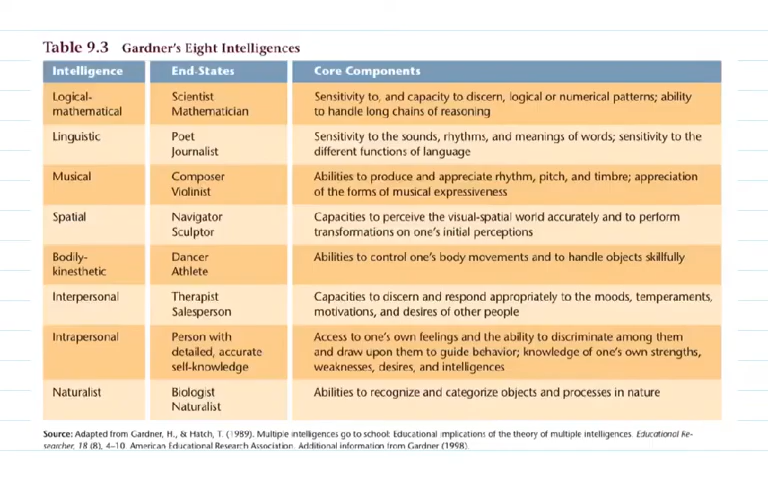 Table 9.3 Gardner's Eight Intelligences
Intelligence End-States Core Components
Logical- Scientist Sensitivity to, and capacity to discern, logical or numerical patterns; ability
mathematical Mathematician to handle long chains of reasoning
Linguistic Poet Sensitivity to the sounds, rhythms, and meanings of words; sensitivity to the
Journalist different functions of language
Musical Composer Abilities to produce and appreciate rhythm, pitch, and timbre; appreciation
Violinist of the forms of musical expressiveness
Spatial Navigator Capacities to perceive the visual-spatial world accurately and to perform
Sculptor transformations on one's initial perceptions
Bodily- Dancer Abilities to control one's body movements and to handle objects skillfully
kinesthetic Athlete
Interpersonal Therapist Capacities to discern and respond appropriately to the moods, temperaments,
Salesperson motivations, and desires of other people
Intrapersonal Person with Access to one's own feelings and the ability to discriminate among them
detailed, accurate and draw upon them to guide behavior; knowledge of one's own strengths,
self-knowledge weaknesses, desires, and intelligences
Naturalist Biologist Abilities to recognize and categorize objects and processes in nature
Naturalist
Source: Adapted from Gardner, H., & Hatch, T. (1989). Multiple intelligences go to school: Educational implications of the theory of multiple intelligences. Educational Re-
searcher, 18 (8), 4–10. American Educational Research Association. Additional information from Gardner (1998).